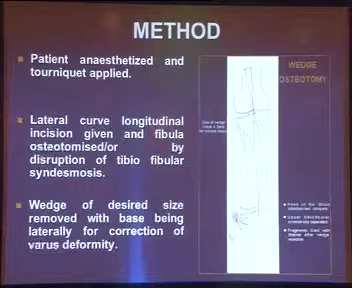 METHOD
Patient anaesthetized and
tourniquet applied.
Lateral curve longitudinal
incision given and fibula
osteotomised/or by
disruption of tibio fibular
syndesmosis.
Wedge of desired size
removed with base being
laterally for correction of
varus deformity.
WEDGE
OSTEOTOMY